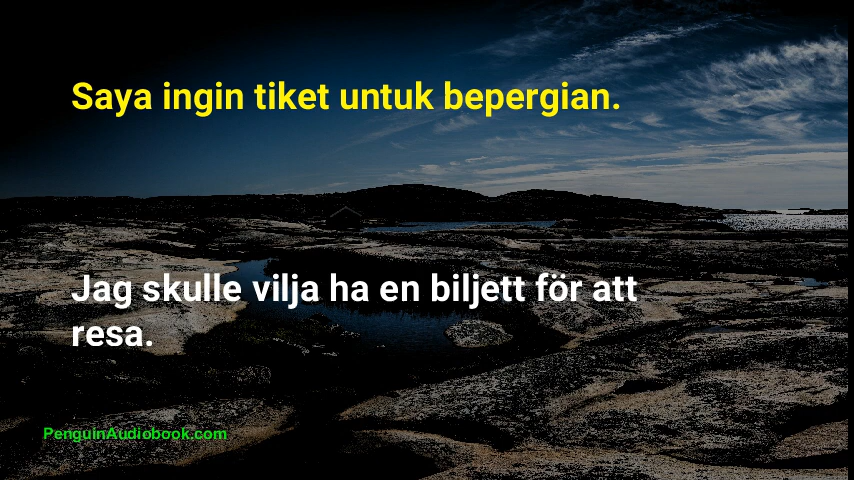 Saya ingin tiket untuk bepergian.
Jag skulle vilja ha en biljett för att
resa.
PenguinAudiobook.com